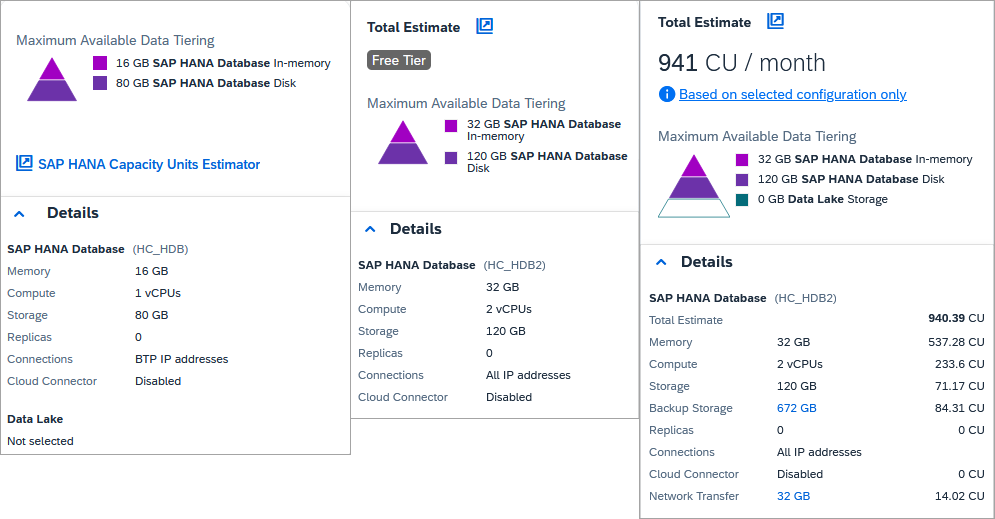 Maximum Available Data Tiering
16 GB SAP HANA Database In-memory
80 GB SAP HANA Database Disk
SAP HANA Capacity Units Estimator
Details
SAP HANA Database (HC_HDB)
Memory 16 GB
Compute 1 vCPUs
Storage 80 GB
Replicas 0
Connections BTP IP addresses
Cloud Connector Disabled
Data Lake
Not selected
Total Estimate
Free Tier
Maximum Available Data Tiering
32 GB SAP HANA Database
In-memory
120 GB SAP HANA Database
Disk
Details
SAP HANA Database (HC_HDB2)
Memory 32 GB
Compute 2 vCPUs
Storage 120 GB
Replicas 0
Connections All IP addresses
Cloud Connector Disabled
Total Estimate
941 CU / month
Based on selected configuration only
Maximum Available Data Tiering
32 GB SAP HANA Database In-memory
120 GB SAP HANA Database Disk
0 GB Data Lake Storage
Details
SAP HANA Database (HC_HDB2)
Total Estimate 940.39 CU
Memory 32 GB 537.28 CU
Compute 2 vCPUs 233.6 CU
Storage 120 GB 71.17 CU
Backup Storage 672 GB 84.31 CU
Replicas 0 0 CU
Connections All IP addresses
Cloud Connector Disabled 0 CU
Network Transfer 32 GB 14.02 CU